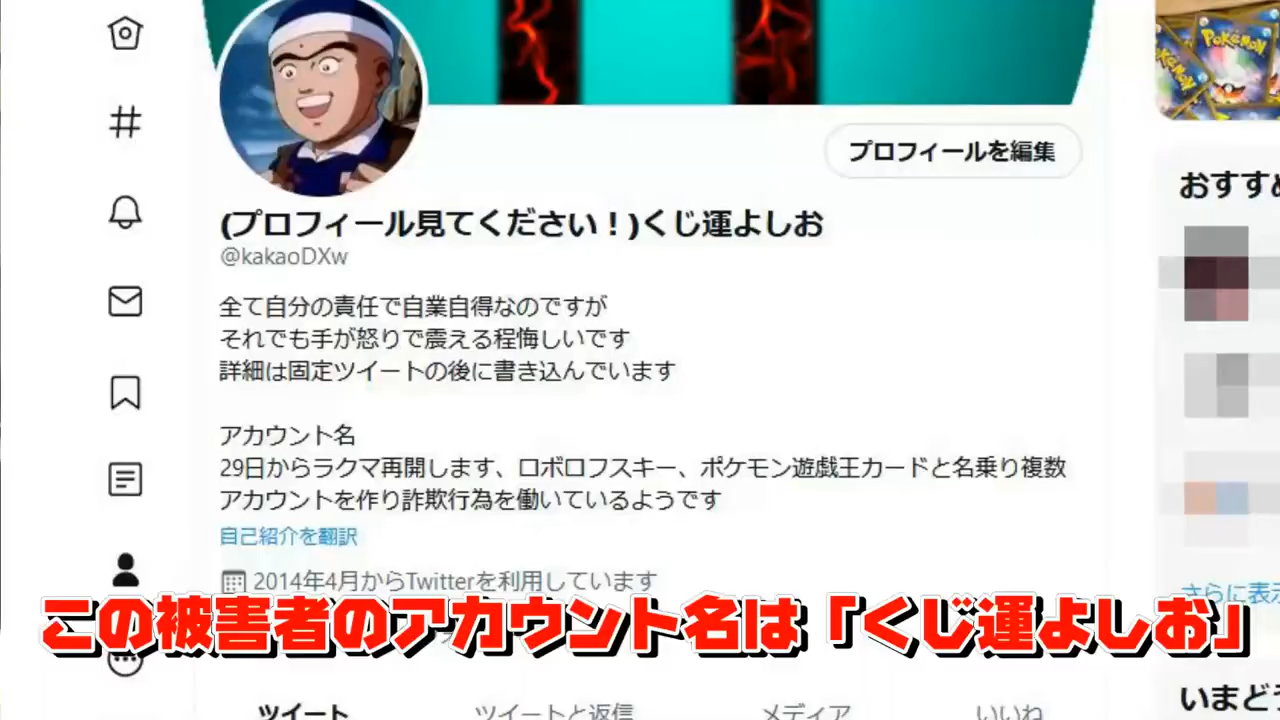 プロフィールを編集
(プロフィール見てください！)くじ運よしお
@kakaoDXw
全て自分の責任で自業自得なのですが
それでも手が怒りで震える程悔しいです
詳細は固定ツイートの後に書き込んでいます
アカウント名
29日からラクマ再開します、ロボロフスキー、ポケモン遊戯王カードと名乗り複数
アカウントを作り詐欺行為を働いているようです
自己紹介を翻訳
2014年4月からTwitterを利用しています
この被害者のアカウント名は「くじ運よしお」
ツイート
ツイートと返信
メディア
いいね
Pokémon
おすすめ
さらに表示
いまどう